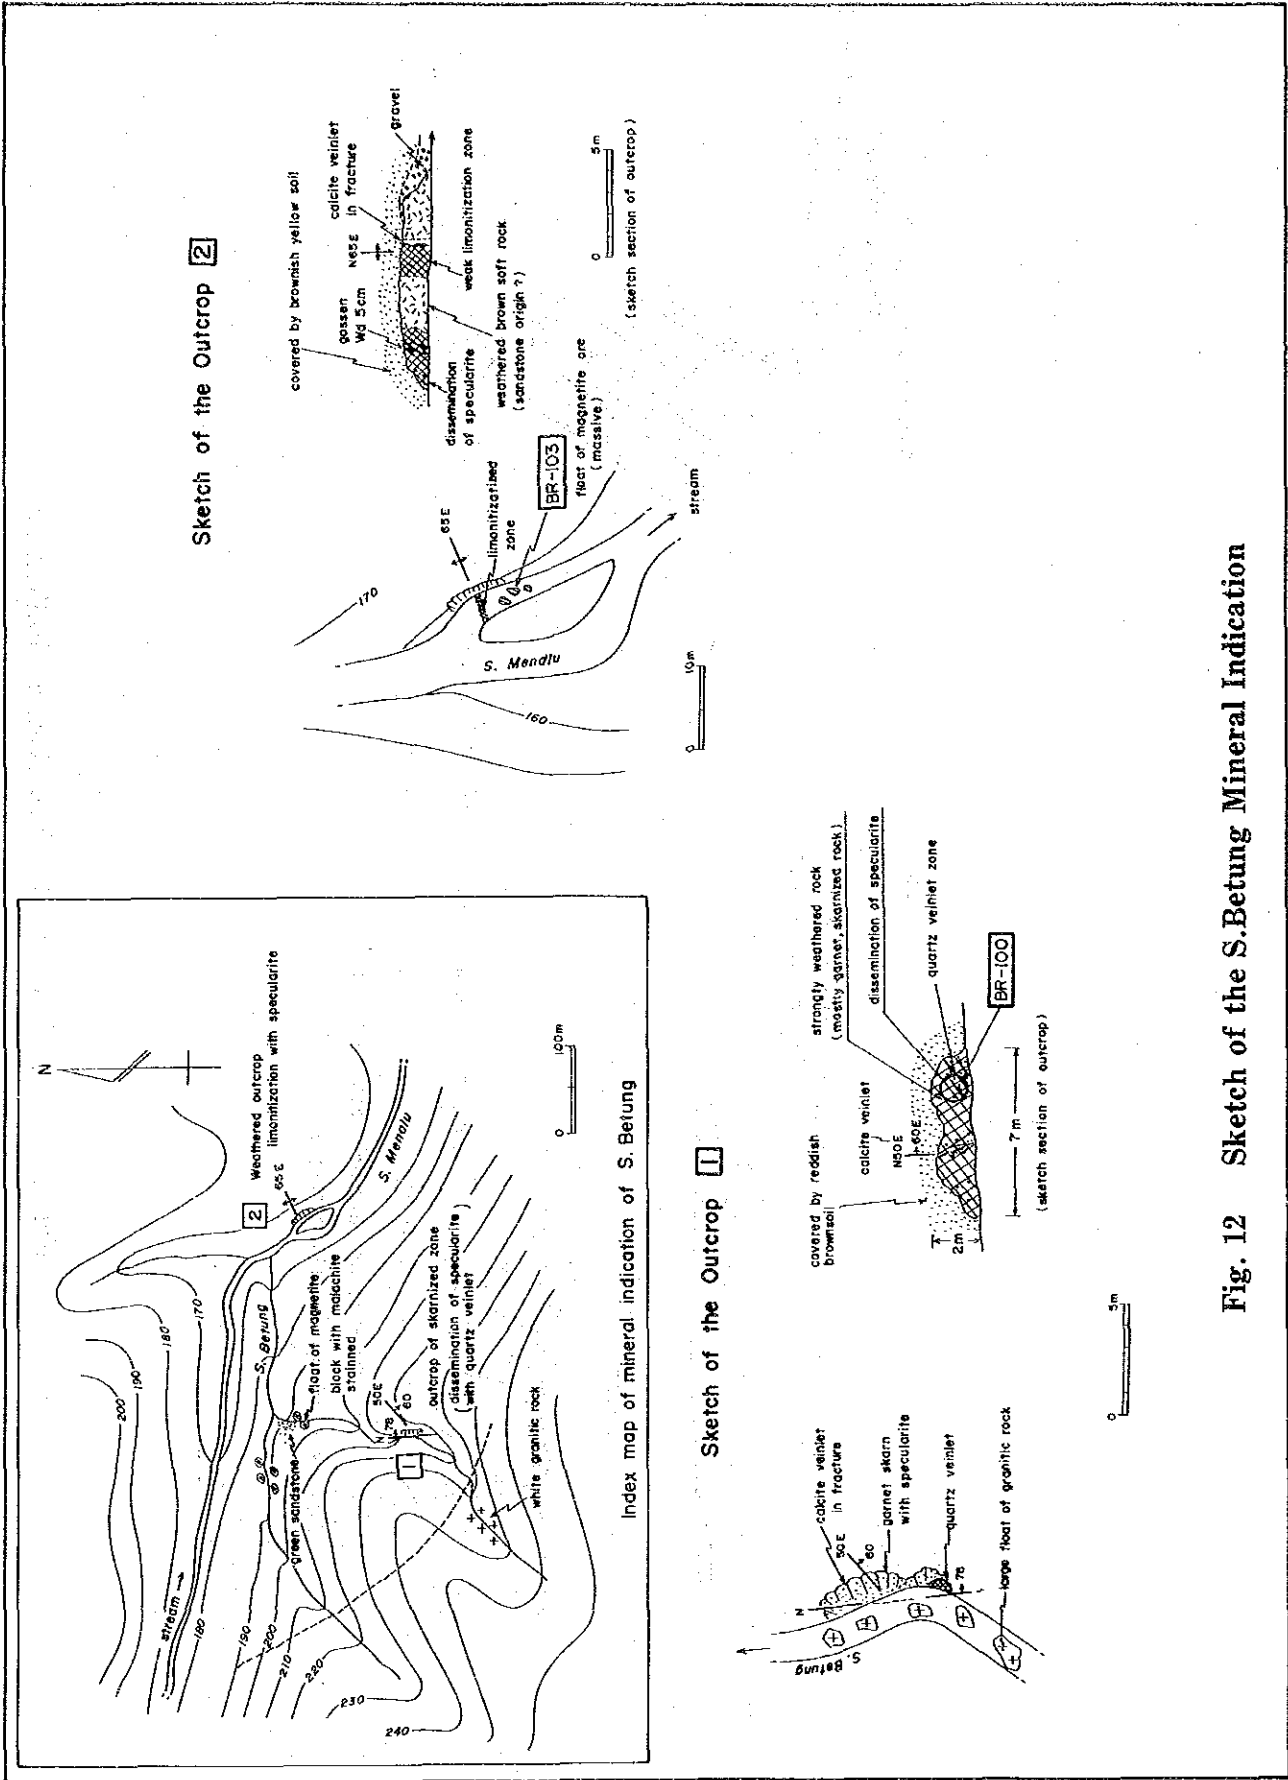 N
200
190
180
170
stream
180
190
200
210
220
230
240
S. Betung
S. Mendlu
2
65 E
Weathered outcrop
limonitization with specularite
float of magnetite
block with malachite
stainned
green sandstone
1
N
78
50E
60
outcrop of skarnized zone
dissemination of specularite
(with quartz veinlet)
white granitic rock
0 100m
Index map of mineral indication of S. Betung
Sketch of the Outcrop 2
170
160
S. Mendlu
65 E
limonitizatized
zone
BR-103
float of magnetite ore
(massive)
stream
0 10m
covered by brownish yellow soil
gossen
Wd 5cm
N65E
calcite veinlet
in fracture
gravel
dissemination
of specularite
weak limonitization zone
weathered brown soft rock
(sandstone origin ?)
0 5m
(sketch section of outcrop)
Sketch of the Outcrop 1
S. Betung
N
calcite veinlet
in fracture
50E
60
garnet skarn
with specularite
quartz veinlet
78
large float of granitic rock
0 5m
covered by reddish
brownsoil
calcite veinlet
N50E
60E
strongly weathered rock
(mostly garnet, skarnized rock)
dissemination of specularite
quartz veinlet zone
BR-100
2m
7m
(sketch section of outcrop)
Fig. 12 Sketch of the S.Betung Mineral Indication